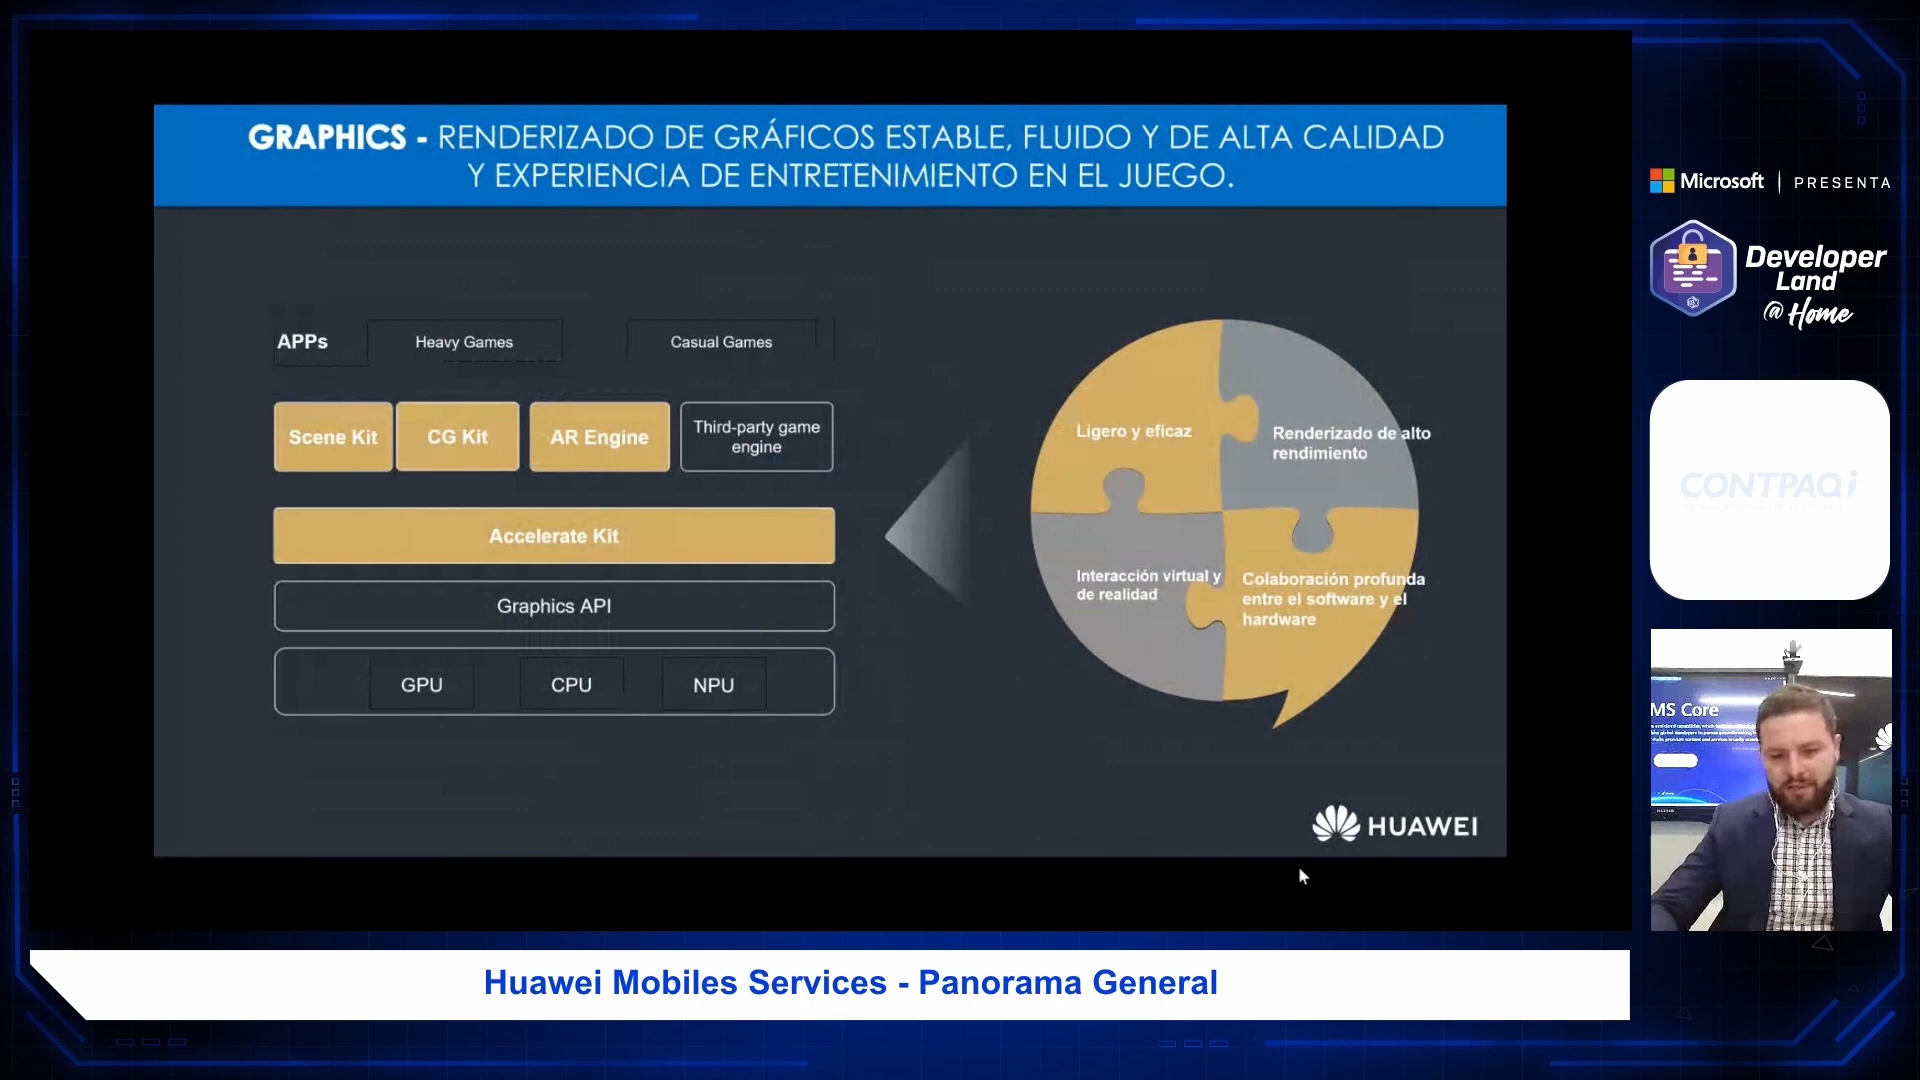 GRAPHICS - RENDERIZADO DE GRÁFICOS ESTABLE, FLUIDO Y DE ALTA CALIDAD
Y EXPERIENCIA DE ENTRETENIMIENTO EN EL JUEGO.
APPs
Heavy Games
Casual Games
Scene Kit
CG Kit
AR Engine
Third-party game
engine
Accelerate Kit
Graphics API
GPU
CPU
NPU
Ligero y eficaz
Renderizado de alto
rendimiento
Interacción virtual y
de realidad
Colaboración profunda
entre el software y el
hardware
HUAWEI
Microsoft | PRESENTA
Developer
Land
@Home
CONTPAQi
MS Core
Huawei Mobiles Services - Panorama General